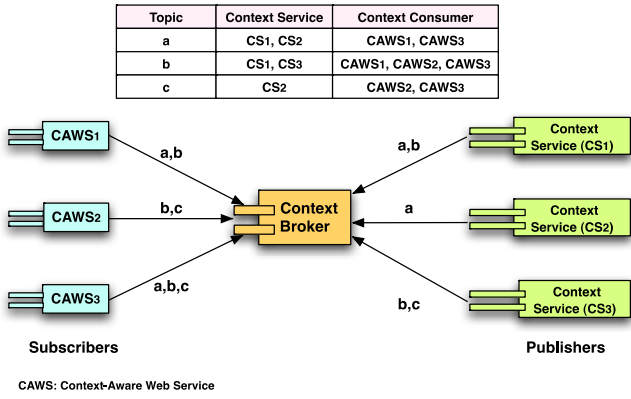 Topic Context Service Context Consumer
a CS1, CS2 CAWS1, CAWS3
b CS1, CS3 CAWS1, CAWS2, CAWS3
c CS2 CAWS2, CAWS3
CAWS1
a,b
a,b
Context
Service (CS1)
CAWS2
b,c
Context
Broker
a
Context
Service (CS2)
CAWS3
a,b,c
b,c
Context
Service (CS3)
Subscribers
Publishers
CAWS: Context-Aware Web Service